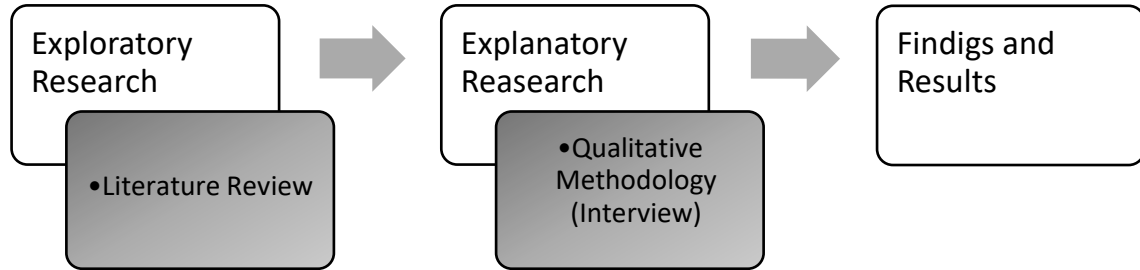 Exploratory
Research
•Literature Review
Explanatory
Reasearch
•Qualitative
Methodology
(Interview)
Findigs and
Results